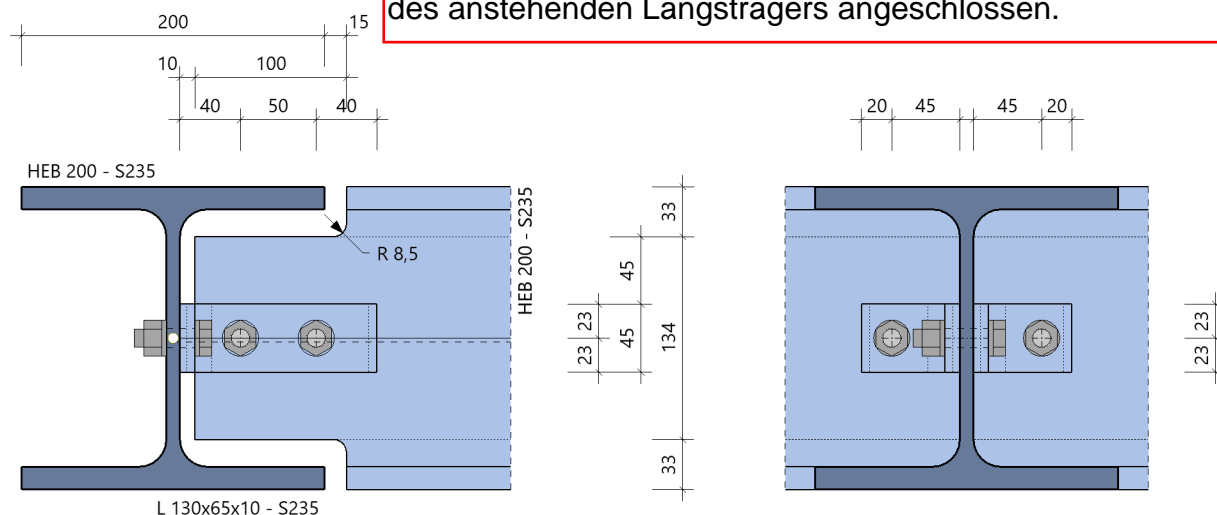 des anstehenden Längsträgers angeschlossen.
200 15
10 100
40 50 40
20 45 45 20
HEB 200 - S235
HEB 200 - S235
R 8,5
33
45
23 45 134
23
33
23
23
L 130x65x10 - S235